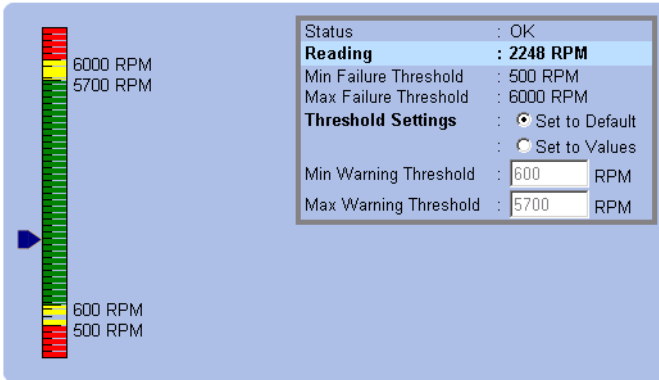 6000 RPM
5700 RPM
600 RPM
500 RPM
Status : OK
Reading : 2248 RPM
Min Failure Threshold : 500 RPM
Max Failure Threshold : 6000 RPM
Threshold Settings : Set to Default
: Set to Values
Min Warning Threshold : 600 RPM
Max Warning Threshold : 5700 RPM